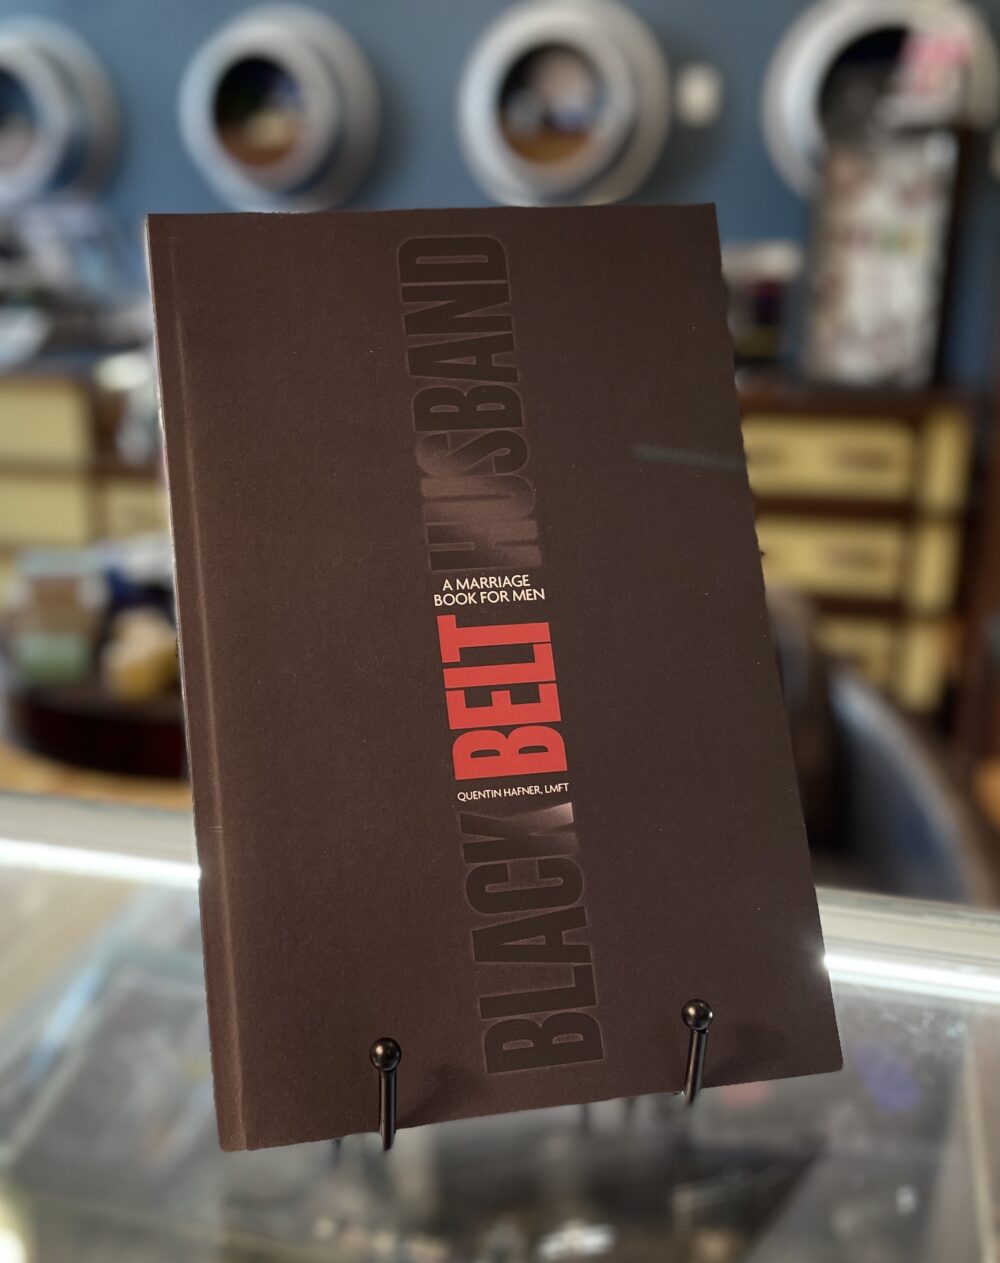 BLACK BELT HUSBAND
A MARRIAGE
BOOK FOR MEN
QUENTIN HAFNER, LMFT